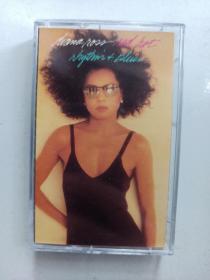 diana ross red hot
rhythm + blues